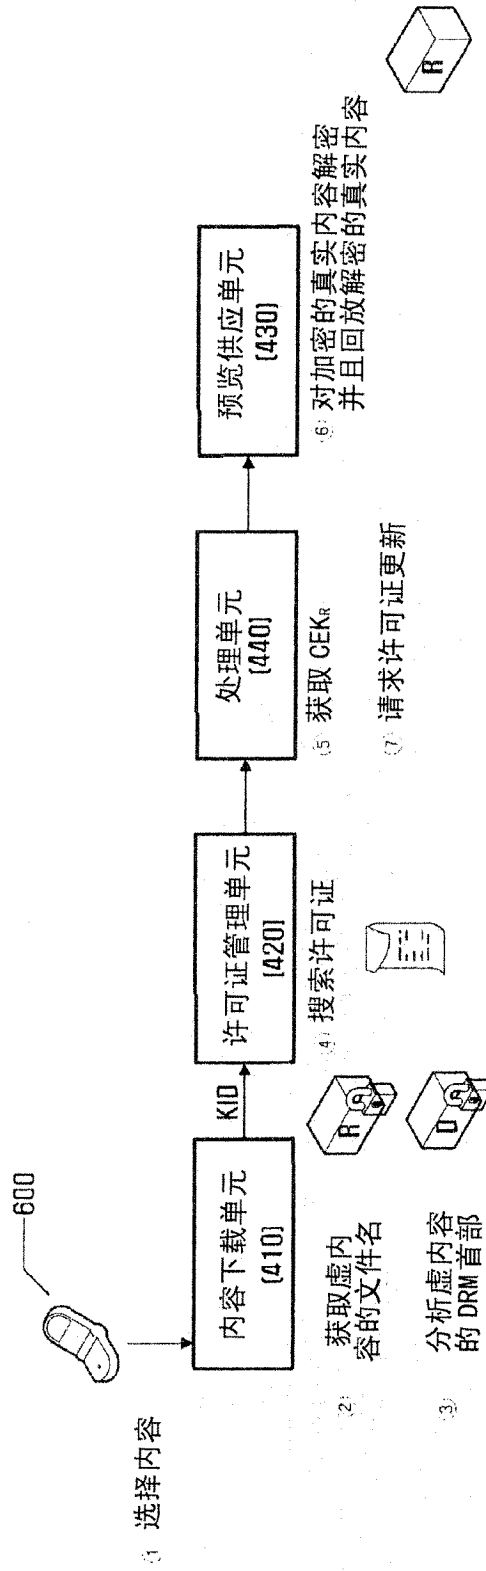 600
① 选择内容
内容下载单元
(410)
KID
许可证管理单元
(420)
处理单元
(440)
预览供应单元
(430)
② 获取虚内
容的文件名
R
③ 分析虚内容
的 DRM 首部
D
④ 搜索许可证
⑤ 获取 CEKR
⑥ 对加密的真实内容解密
并且回放解密的真实内容
R
⑦ 请求许可证更新